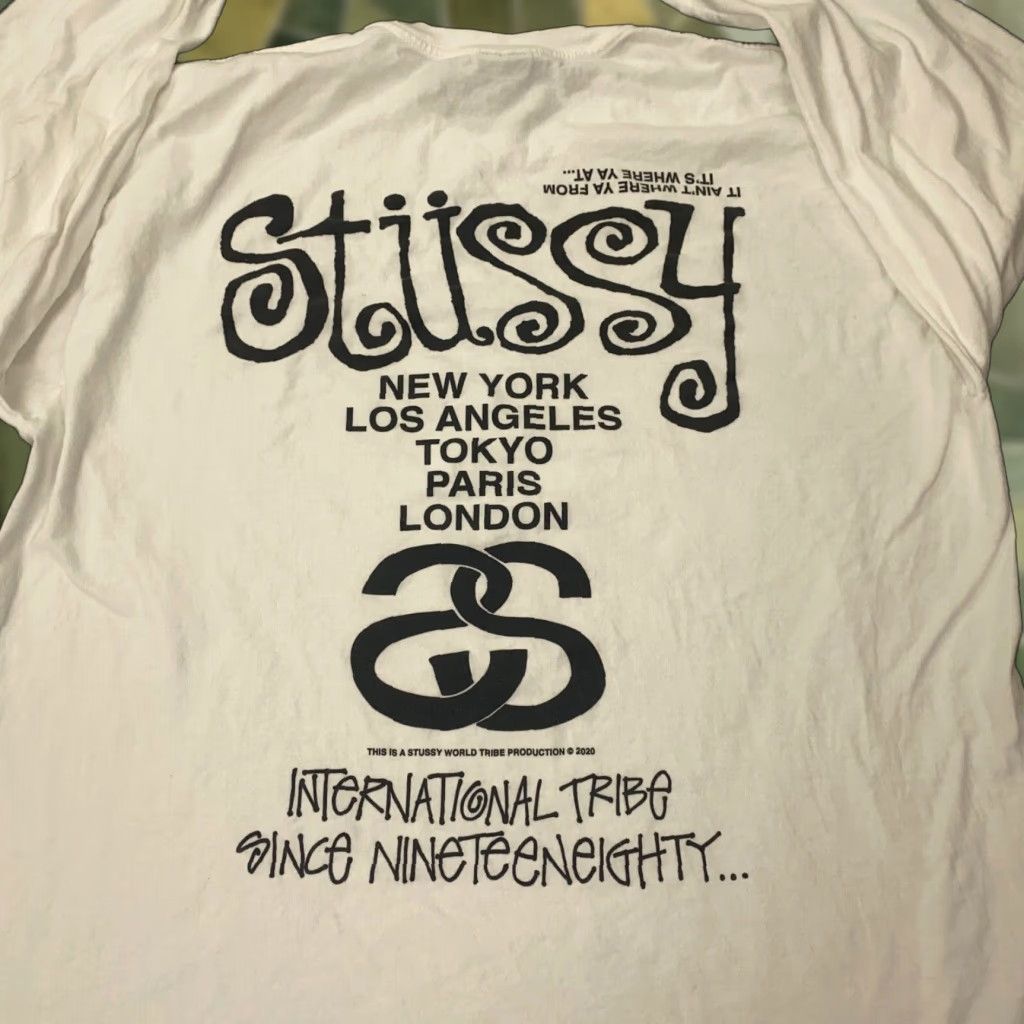 IT AIN'T WHERE YA FROM
IT'S WHERE YA AT...
Stüssy
NEW YORK
LOS ANGELES
TOKYO
PARIS
LONDON
SS
THIS IS A STUSSY WORLD TRIBE PRODUCTION © 2020
INTERNATIONAL TRIBE
SINCE NINETEENEIGHTY...